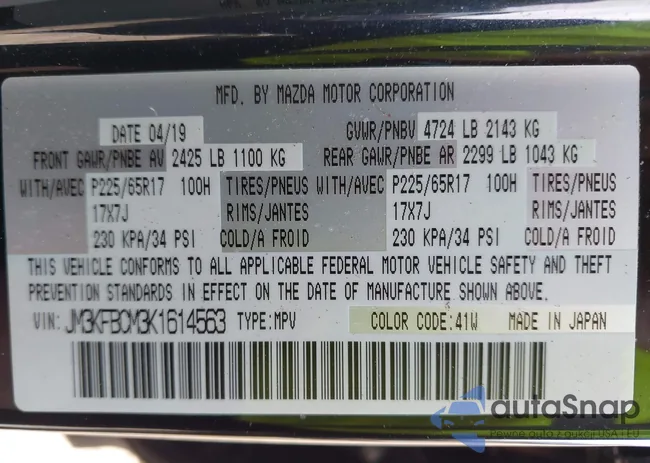 MFD. BY MAZDA MOTOR CORPORATION
DATE 04/19 GVWR/PNBV 4724 LB 2143 KG
FRONT GAWR/PNBE AV 2425 LB 1100 KG REAR GAWR/PNBE AR 2299 LB 1043 KG
WITH/AVEC P225/65R17 100H TIRES/PNEUS WITH/AVEC P225/65R17 100H TIRES/PNEUS
17X7J RIMS/JANTES 17X7J RIMS/JANTES
230 KPA/34 PSI COLD/A FROID 230 KPA/34 PSI COLD/A FROID
THIS VEHICLE CONFORMS TO ALL APPLICABLE FEDERAL MOTOR VEHICLE SAFETY AND THEFT
PREVENTION STANDARDS IN EFFECT ON THE DATE OF MANUFACTURE SHOWN ABOVE.
VIN: JM3KFBCM3K1614563 TYPE:MPV COLOR CODE:41W MADE IN JAPAN
autoSnap
Pewne auta z aukcji USA i EU